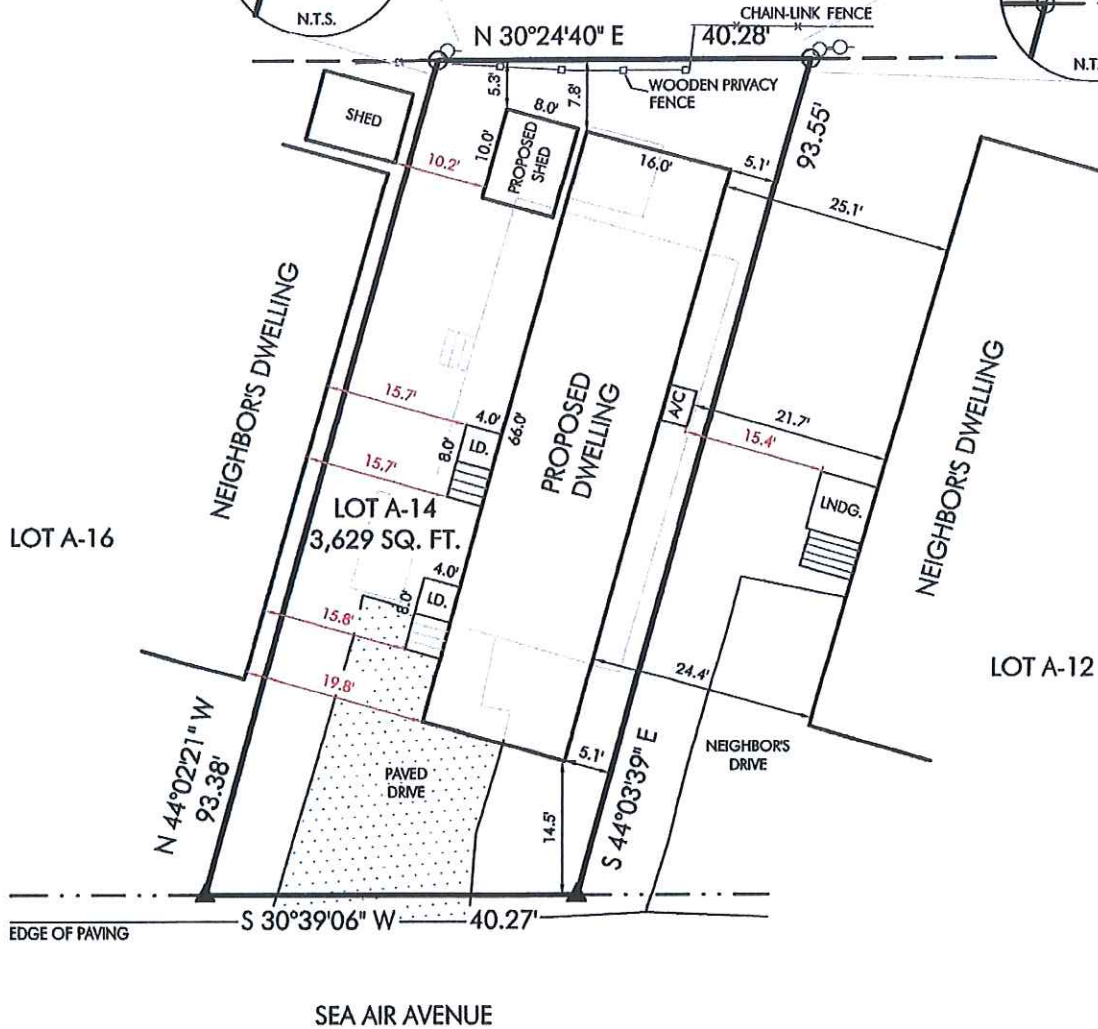 N.T.S.
CHAIN-LINK FENCE
N.T.
N 30°24'40" E
40.28'
WOODEN PRIVACY
FENCE
5.3'
7.8'
SHED
8.0'
10.0'
PROPOSED
SHED
16.0'
5.1'
93.55'
10.2'
25.1'
NEIGHBOR'S DWELLING
15.7'
4.0'
LD.
8.0'
66.0'
PROPOSED
DWELLING
A/C
21.7'
15.4'
NEIGHBOR'S DWELLING
15.7'
LNDG.
LOT A-14
3,629 SQ. FT.
LOT A-16
4.0'
LD.
8.0'
15.8'
19.8'
24.4'
LOT A-12
N 44°02'21" W
93.38'
PAVED
DRIVE
5.1'
14.5'
S 44°03'39" E
NEIGHBOR'S
DRIVE
S 30°39'06" W
40.27'
EDGE OF PAVING
SEA AIR AVENUE